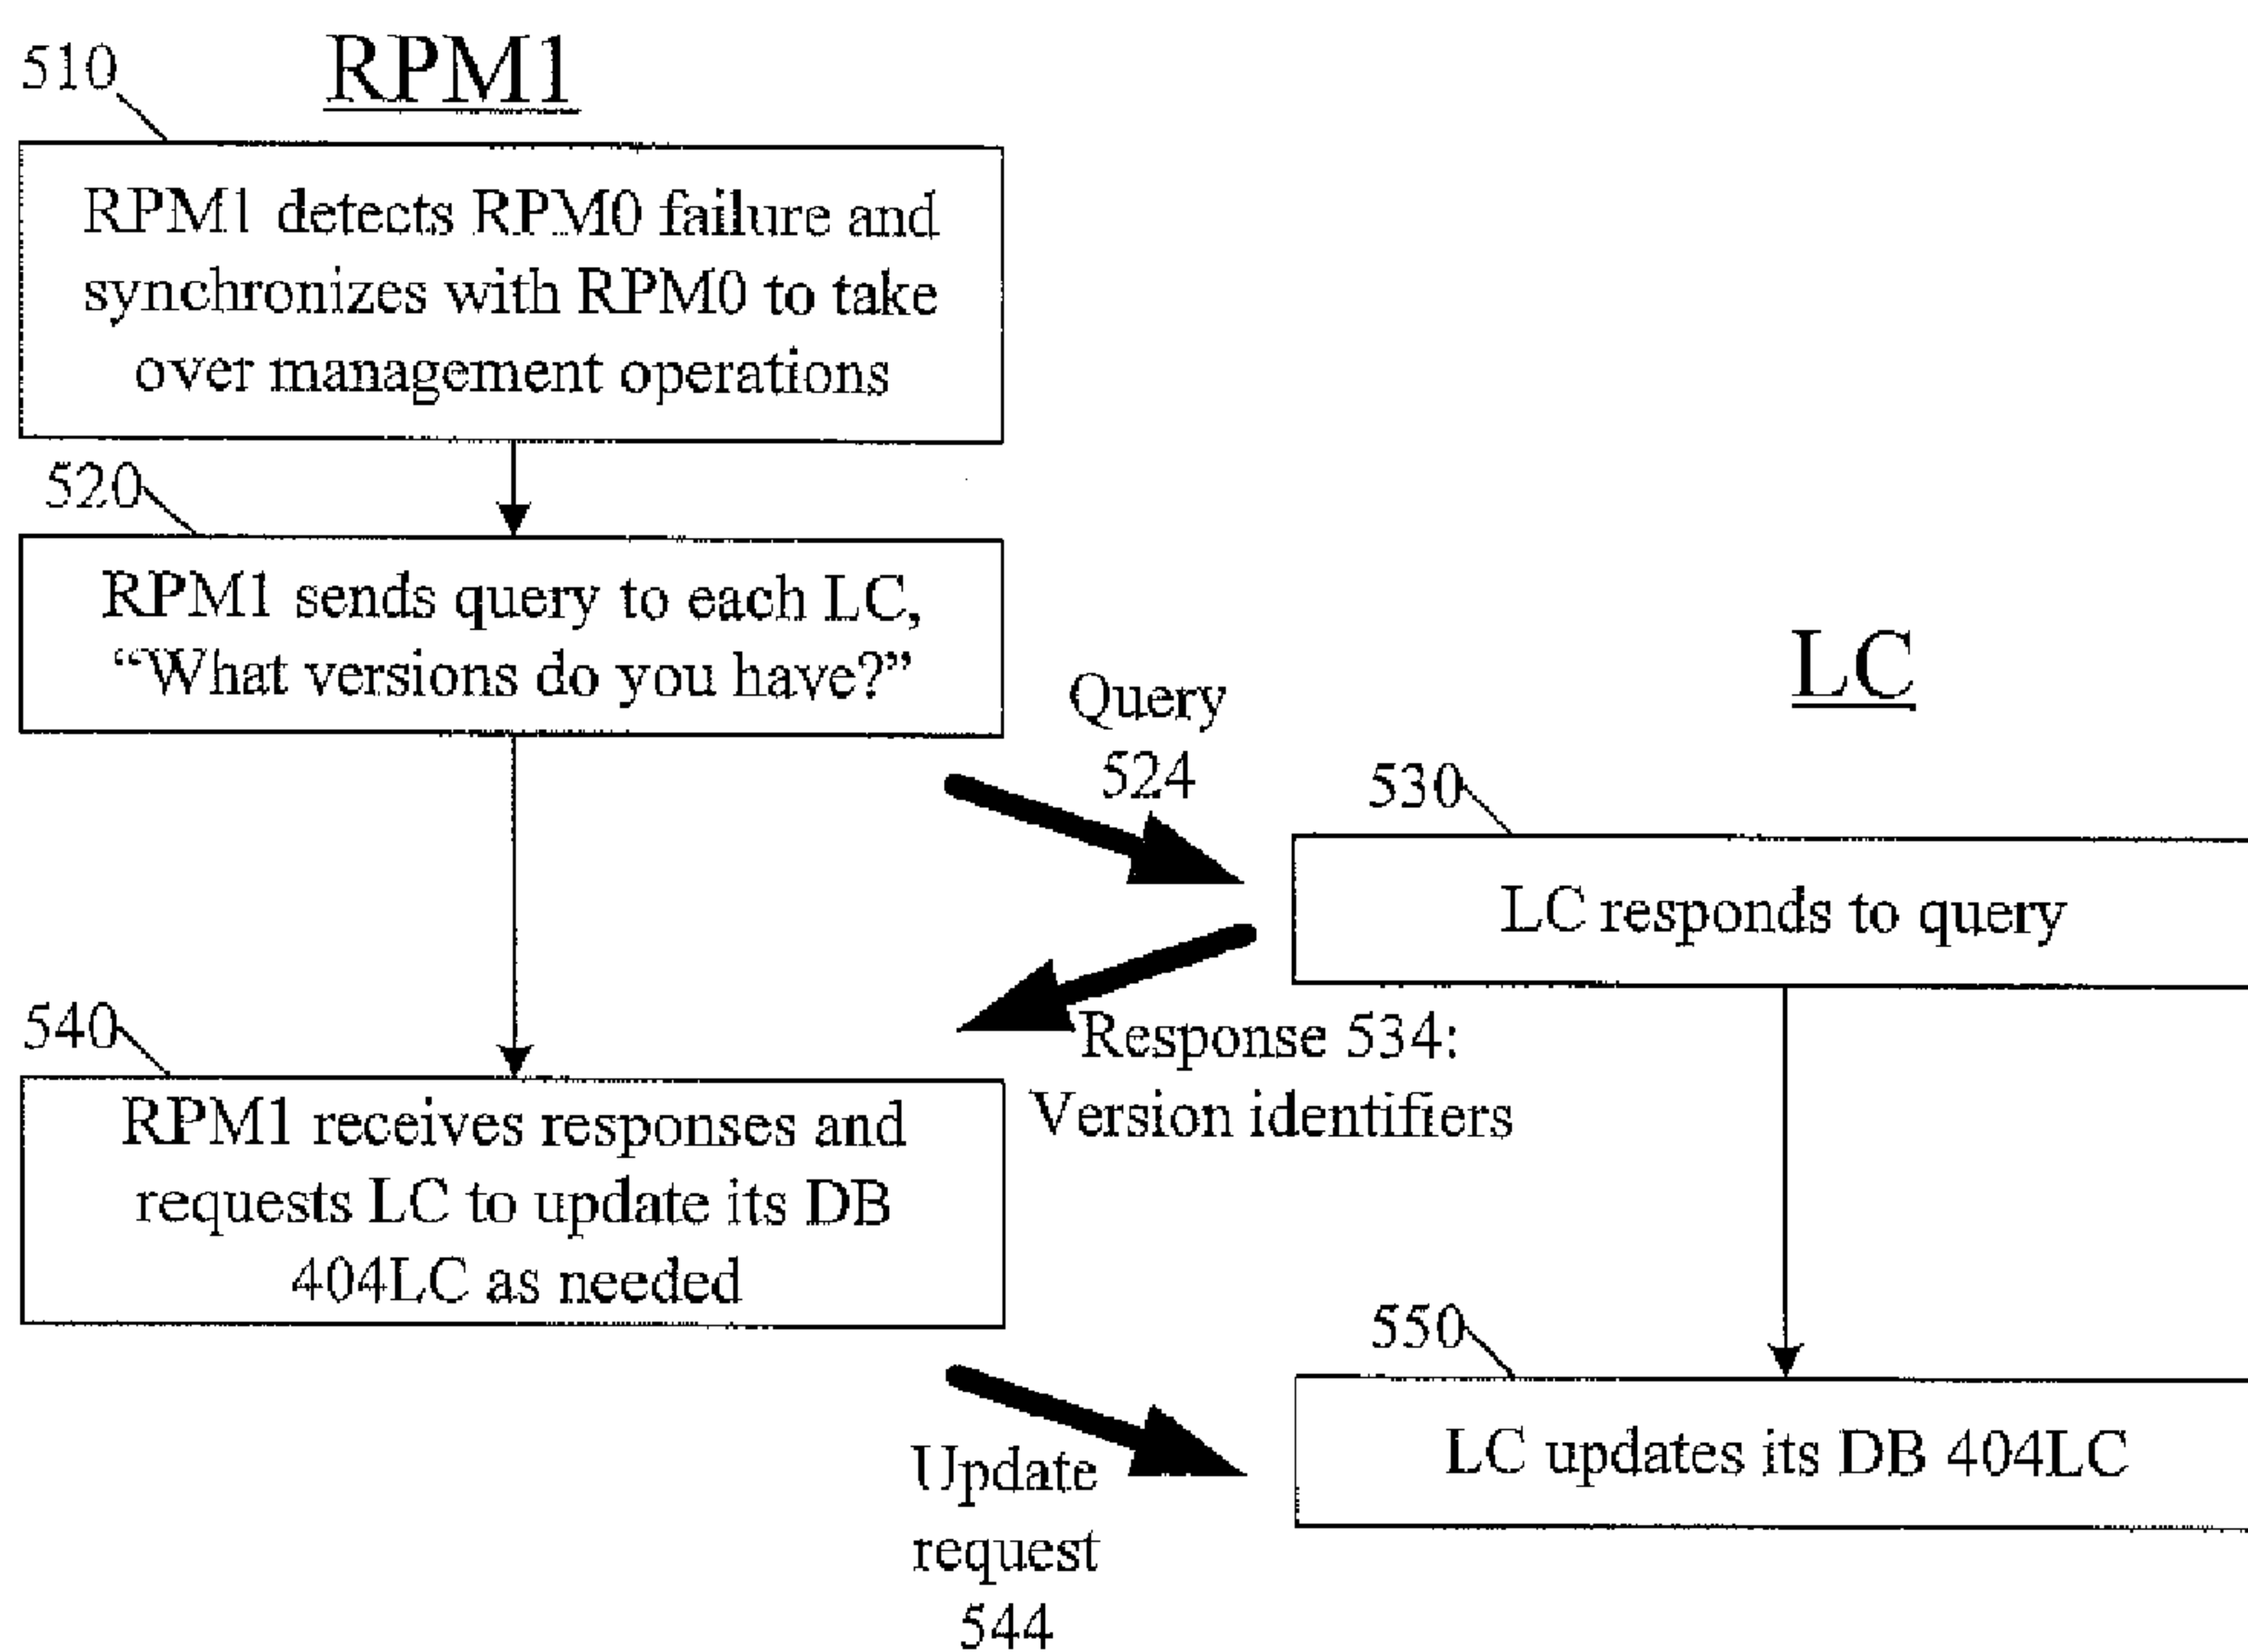 510
RPM1
RPM1 detects RPM0 failure and
synchronizes with RPM0 to take
over management operations
520
RPM1 sends query to each LC,
“What versions do you have?”
Query
524
LC
530
LC responds to query
Response 534:
Version identifiers
540
RPM1 receives responses and
requests LC to update its DB
404LC as needed
Update
request
544
550
LC updates its DB 404LC